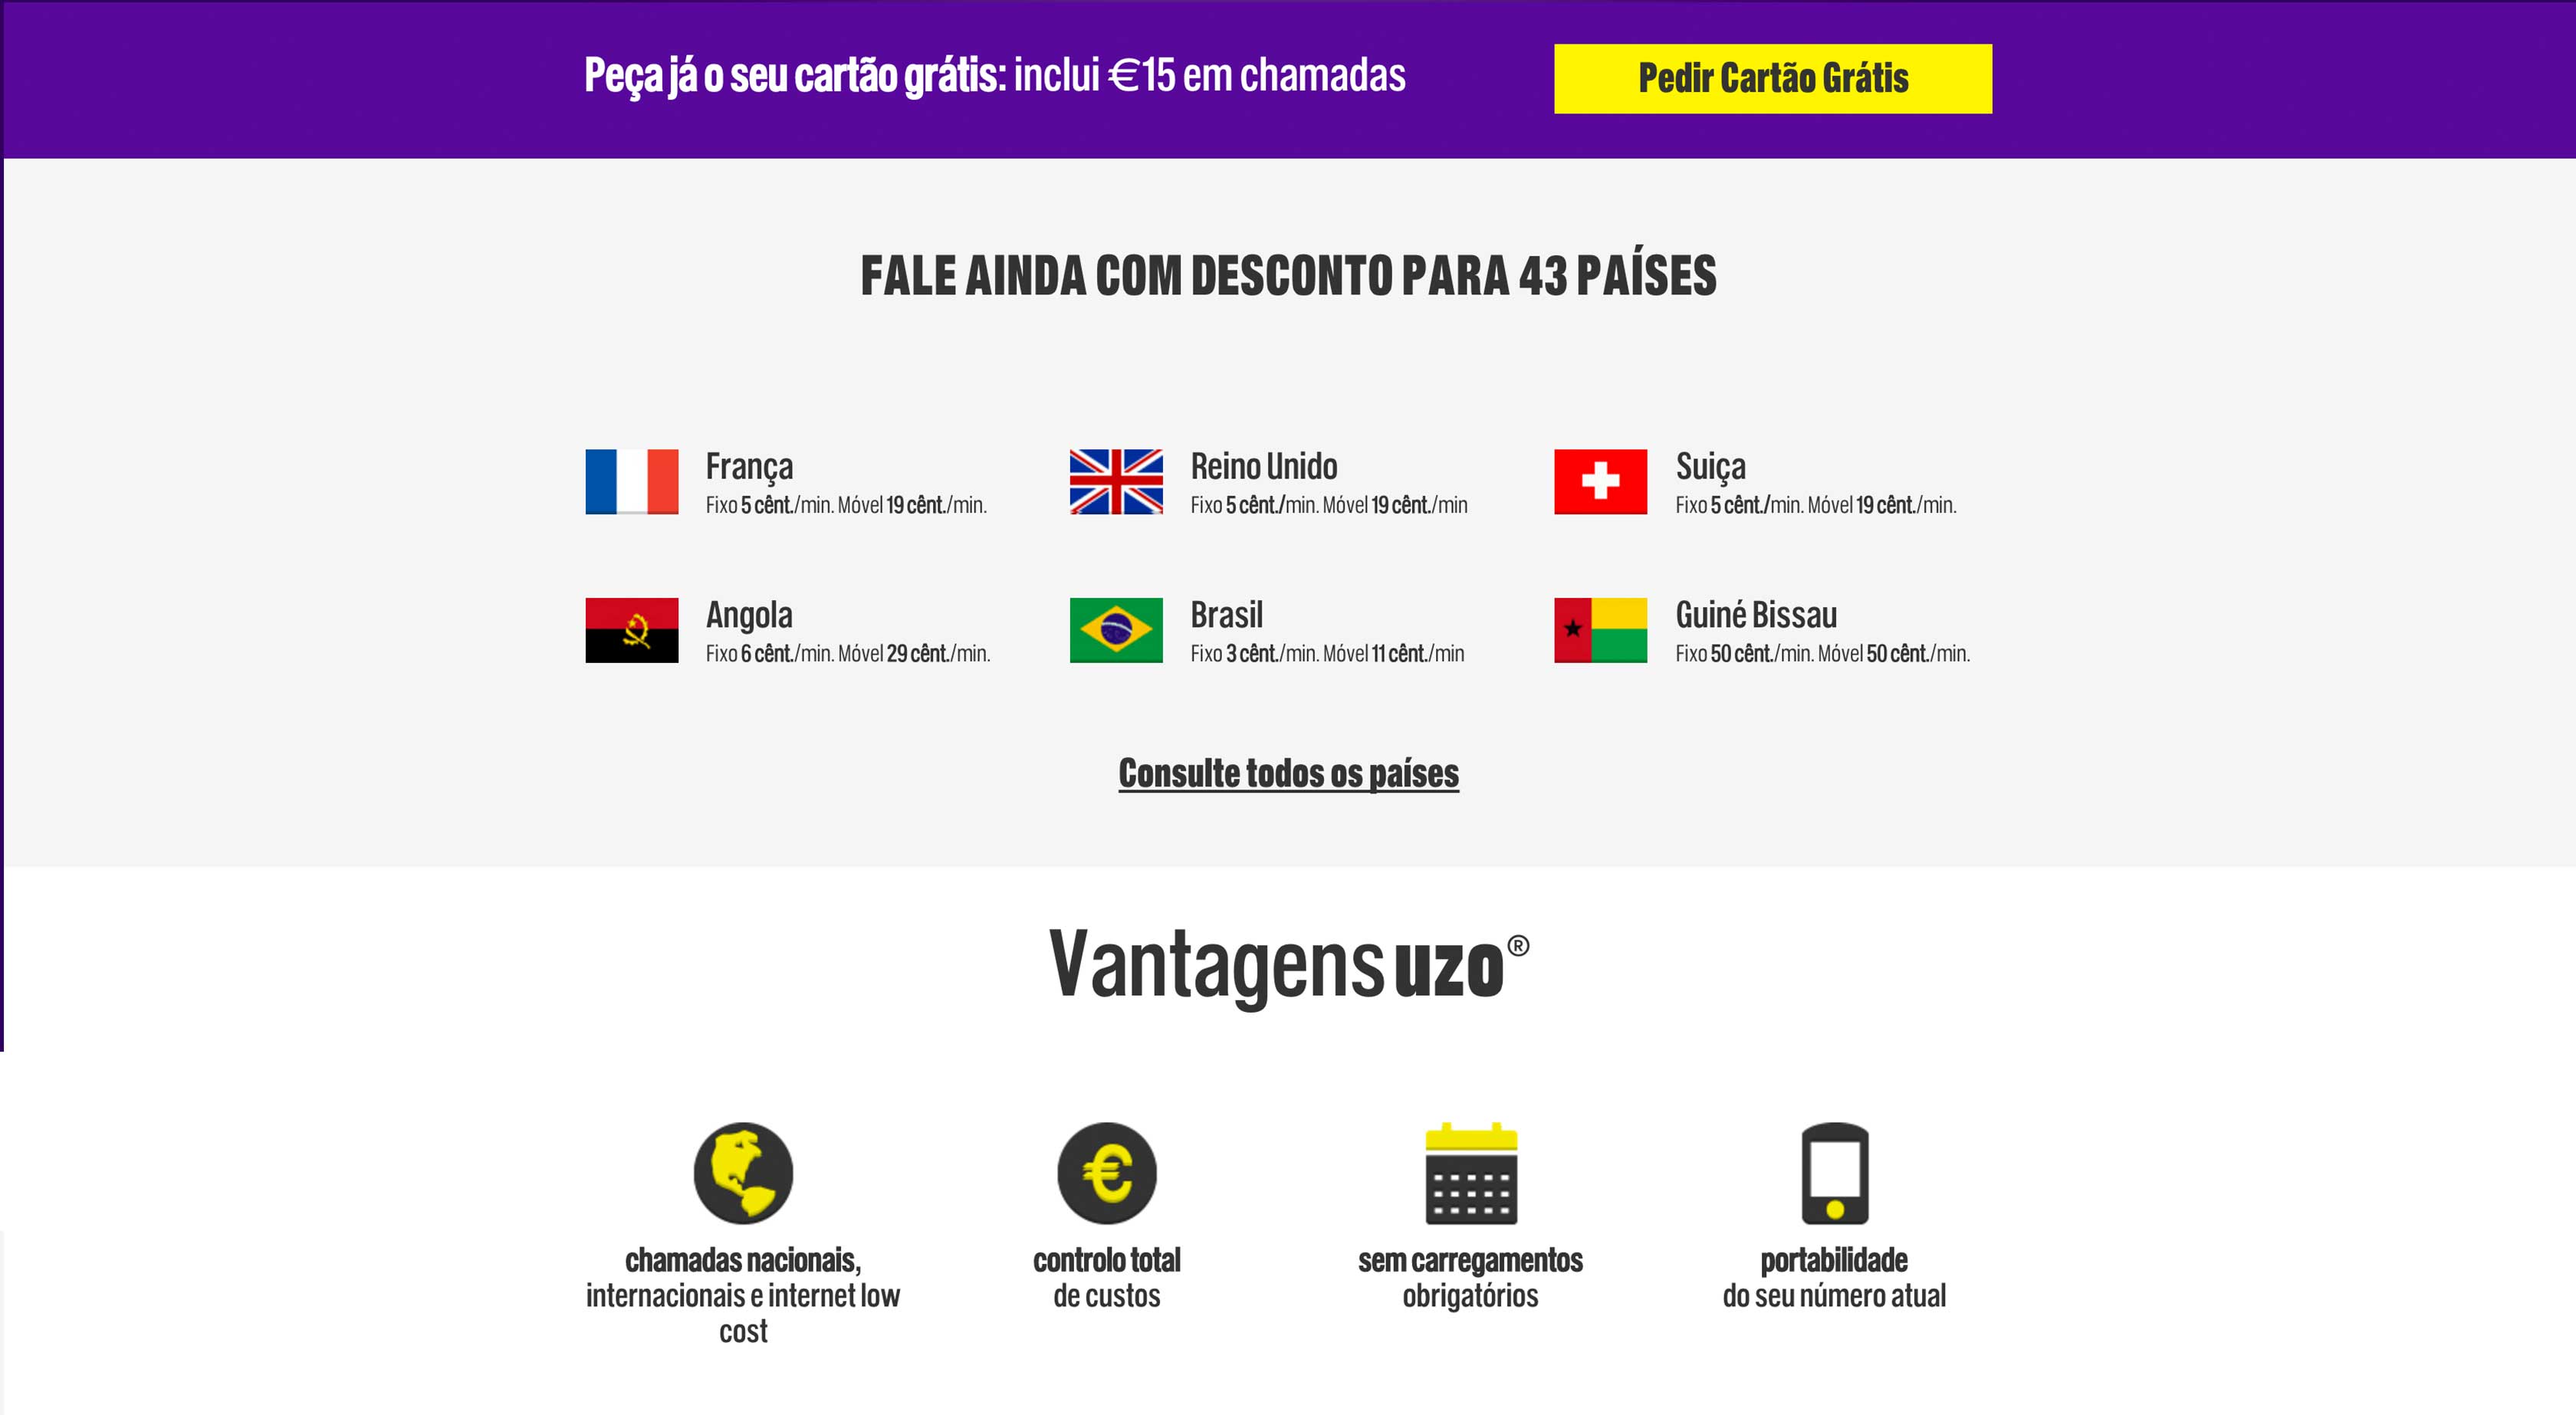 Peça já o seu cartão grátis: inclui €15 em chamadas
Pedir Cartão Grátis
FALE AINDA COM DESCONTO PARA 43 PAÍSES
França
Fixo 5 cênt./min. Móvel 19 cênt./min.
Reino Unido
Fixo 5 cênt./min. Móvel 19 cênt./min
Suiça
Fixo 5 cênt./min. Móvel 19 cênt./min.
Angola
Fixo 6 cênt./min. Móvel 29 cênt./min.
Brasil
Fixo 3 cênt./min. Móvel 11 cênt./min
Guiné Bissau
Fixo 50 cênt./min. Móvel 50 cênt./min.
Consulte todos os países
Vantagens uzo®
€
chamadas nacionais,
internacionais e internet low
cost
controlo total
de custos
sem carregamentos
obrigatórios
portabilidade
do seu número atual